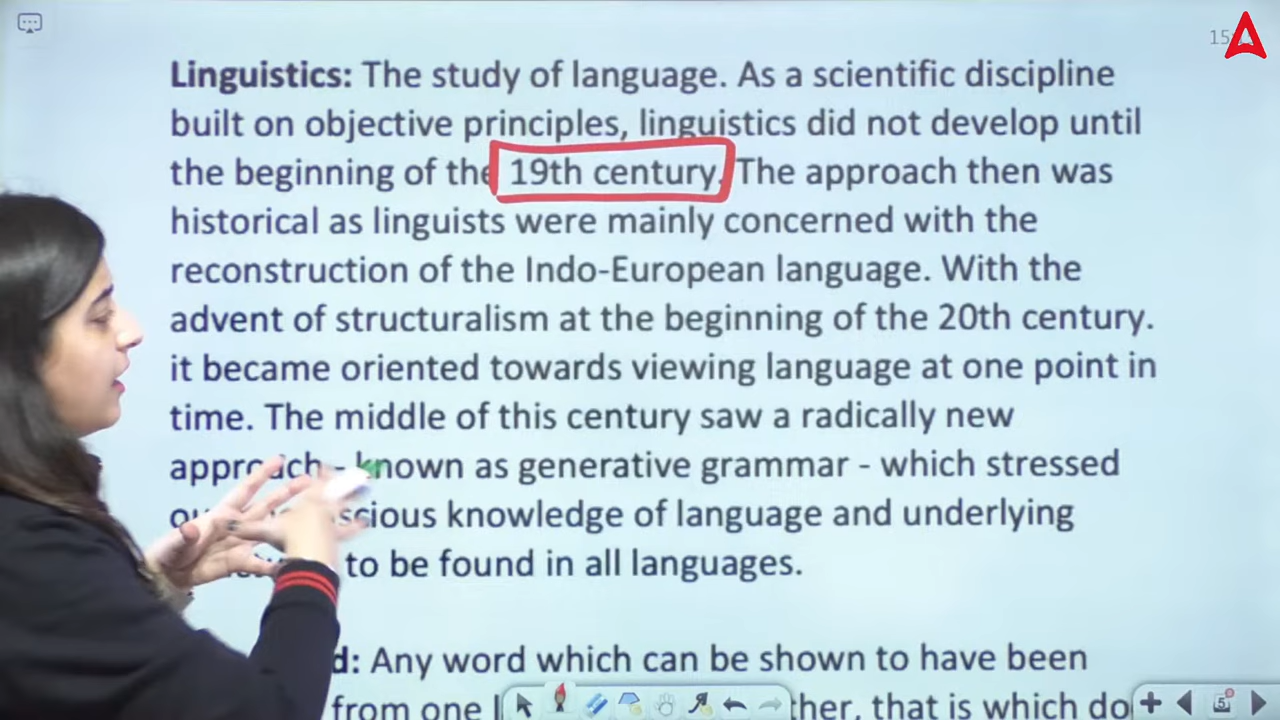 15
Linguistics: The study of language. As a scientific discipline
built on objective principles, linguistics did not develop until
the beginning of the 19th century. The approach then was
historical as linguists were mainly concerned with the
reconstruction of the Indo-European language. With the
advent of structuralism at the beginning of the 20th century.
it became oriented towards viewing language at one point in
time. The middle of this century saw a radically new
approach - known as generative grammar - which stressed
knowledge of language and underlying
to be found in all languages.
Any word which can be shown to have been
from one that is which do
5